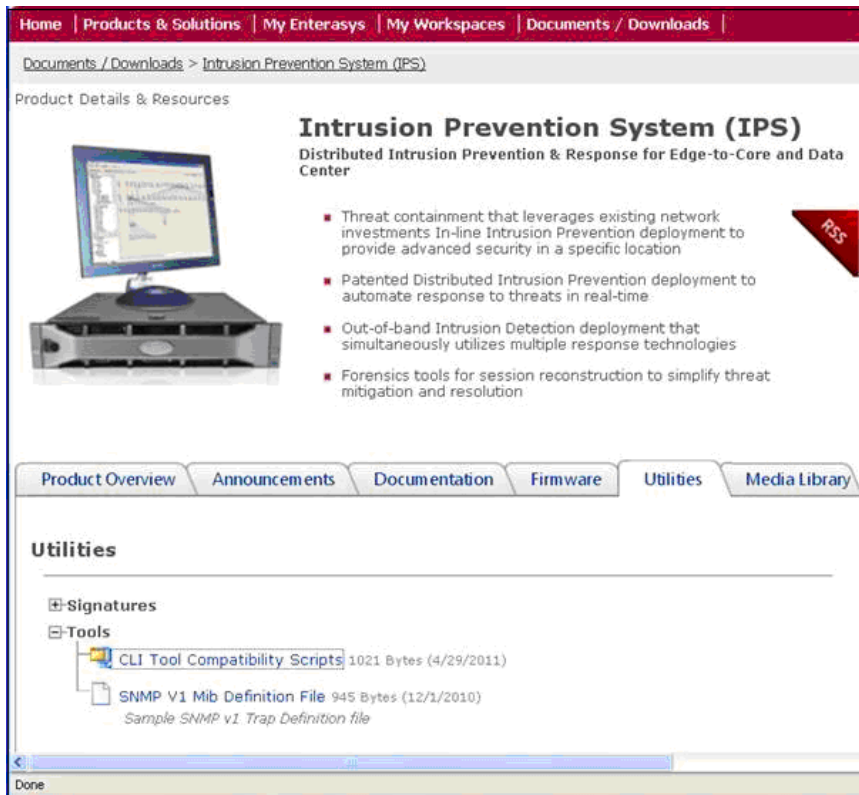 Home | Products & Solutions | My Enterasys | My Workspaces | Documents / Downloads |
Documents / Downloads > Intrusion Prevention System (IPS)
Product Details & Resources
Intrusion Prevention System (IPS)
Distributed Intrusion Prevention & Response for Edge-to-Core and Data
Center
Threat containment that leverages existing network
investments In-line Intrusion Prevention deployment to
provide advanced security in a specific location
RSS
Patented Distributed Intrusion Prevention deployment to
automate response to threats in real-time
Out-of-band Intrusion Detection deployment that
simultaneously utilizes multiple response technologies
Forensics tools for session reconstruction to simplify threat
mitigation and resolution
Product Overview Announcements Documentation Firmware Utilities Media Library
Utilities
Signatures
Tools
CLI Tool Compatibility Scripts 1021 Bytes (4/29/2011)
SNMP V1 Mib Definition File 945 Bytes (12/1/2010)
Sample SNMP v1 Trap Definition file
Done